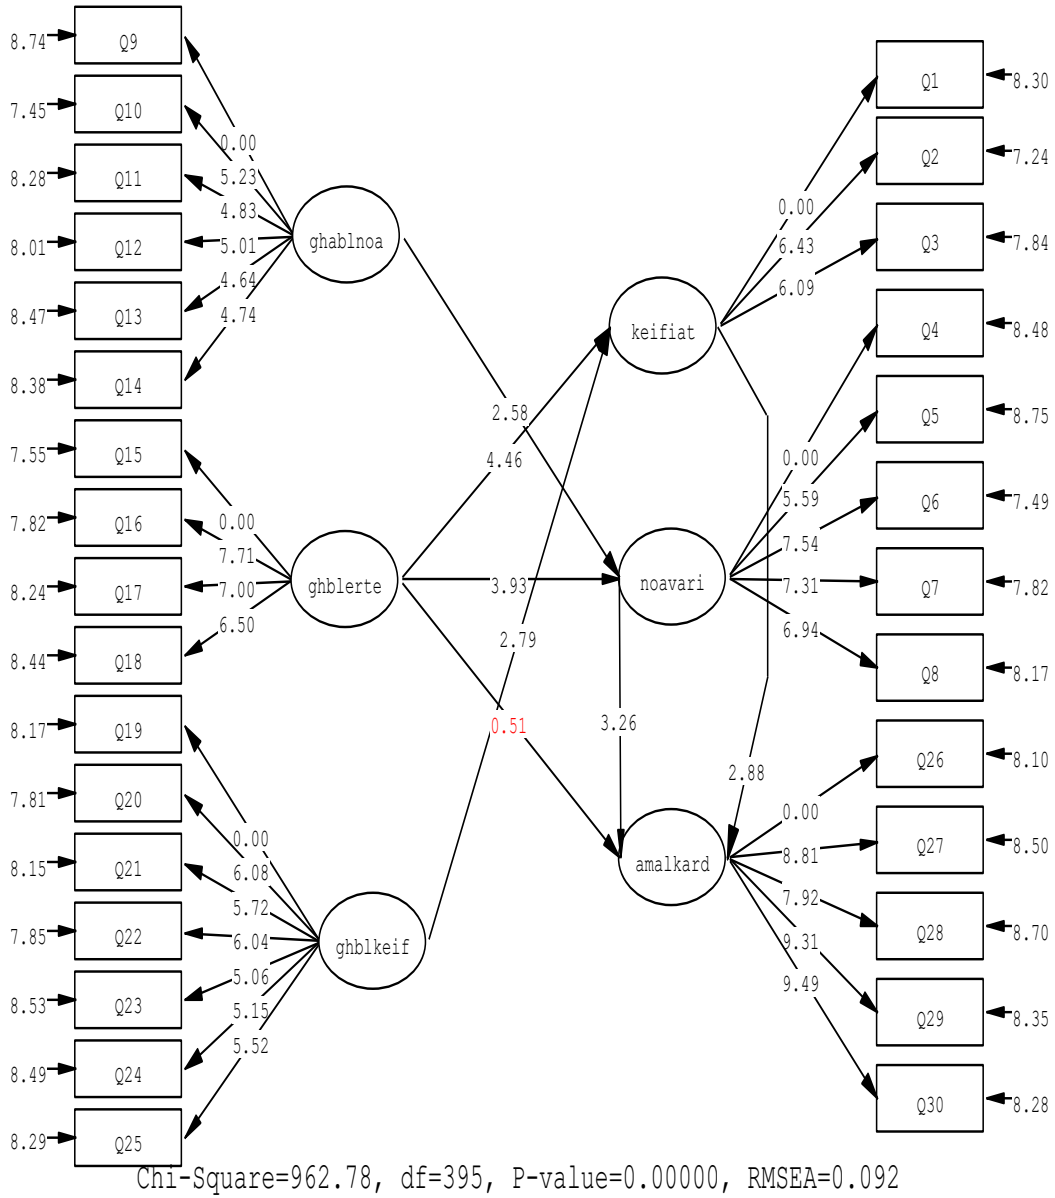 8.74 Q9
7.45 Q10
8.28 Q11
8.01 Q12
8.47 Q13
8.38 Q14
7.55 Q15
7.82 Q16
8.24 Q17
8.44 Q18
8.17 Q19
7.81 Q20
8.15 Q21
7.85 Q22
8.53 Q23
8.49 Q24
8.29 Q25
0.00
5.23
4.83
5.01
4.64
4.74
0.00
7.71
7.00
6.50
0.00
6.08
5.72
6.04
5.06
5.15
5.52
ghablnoa
ghblerte
ghblkeif
2.58
4.46
3.93
2.79
0.51
3.26
2.88
keifiat
noavari
amalkard
0.00
6.43
6.09
0.00
5.59
7.54
7.31
6.94
0.00
8.81
7.92
9.31
9.49
Q1 8.30
Q2 7.24
Q3 7.84
Q4 8.48
Q5 8.75
Q6 7.49
Q7 7.82
Q8 8.17
Q26 8.10
Q27 8.50
Q28 8.70
Q29 8.35
Q30 8.28
Chi-Square=962.78, df=395, P-value=0.00000, RMSEA=0.092